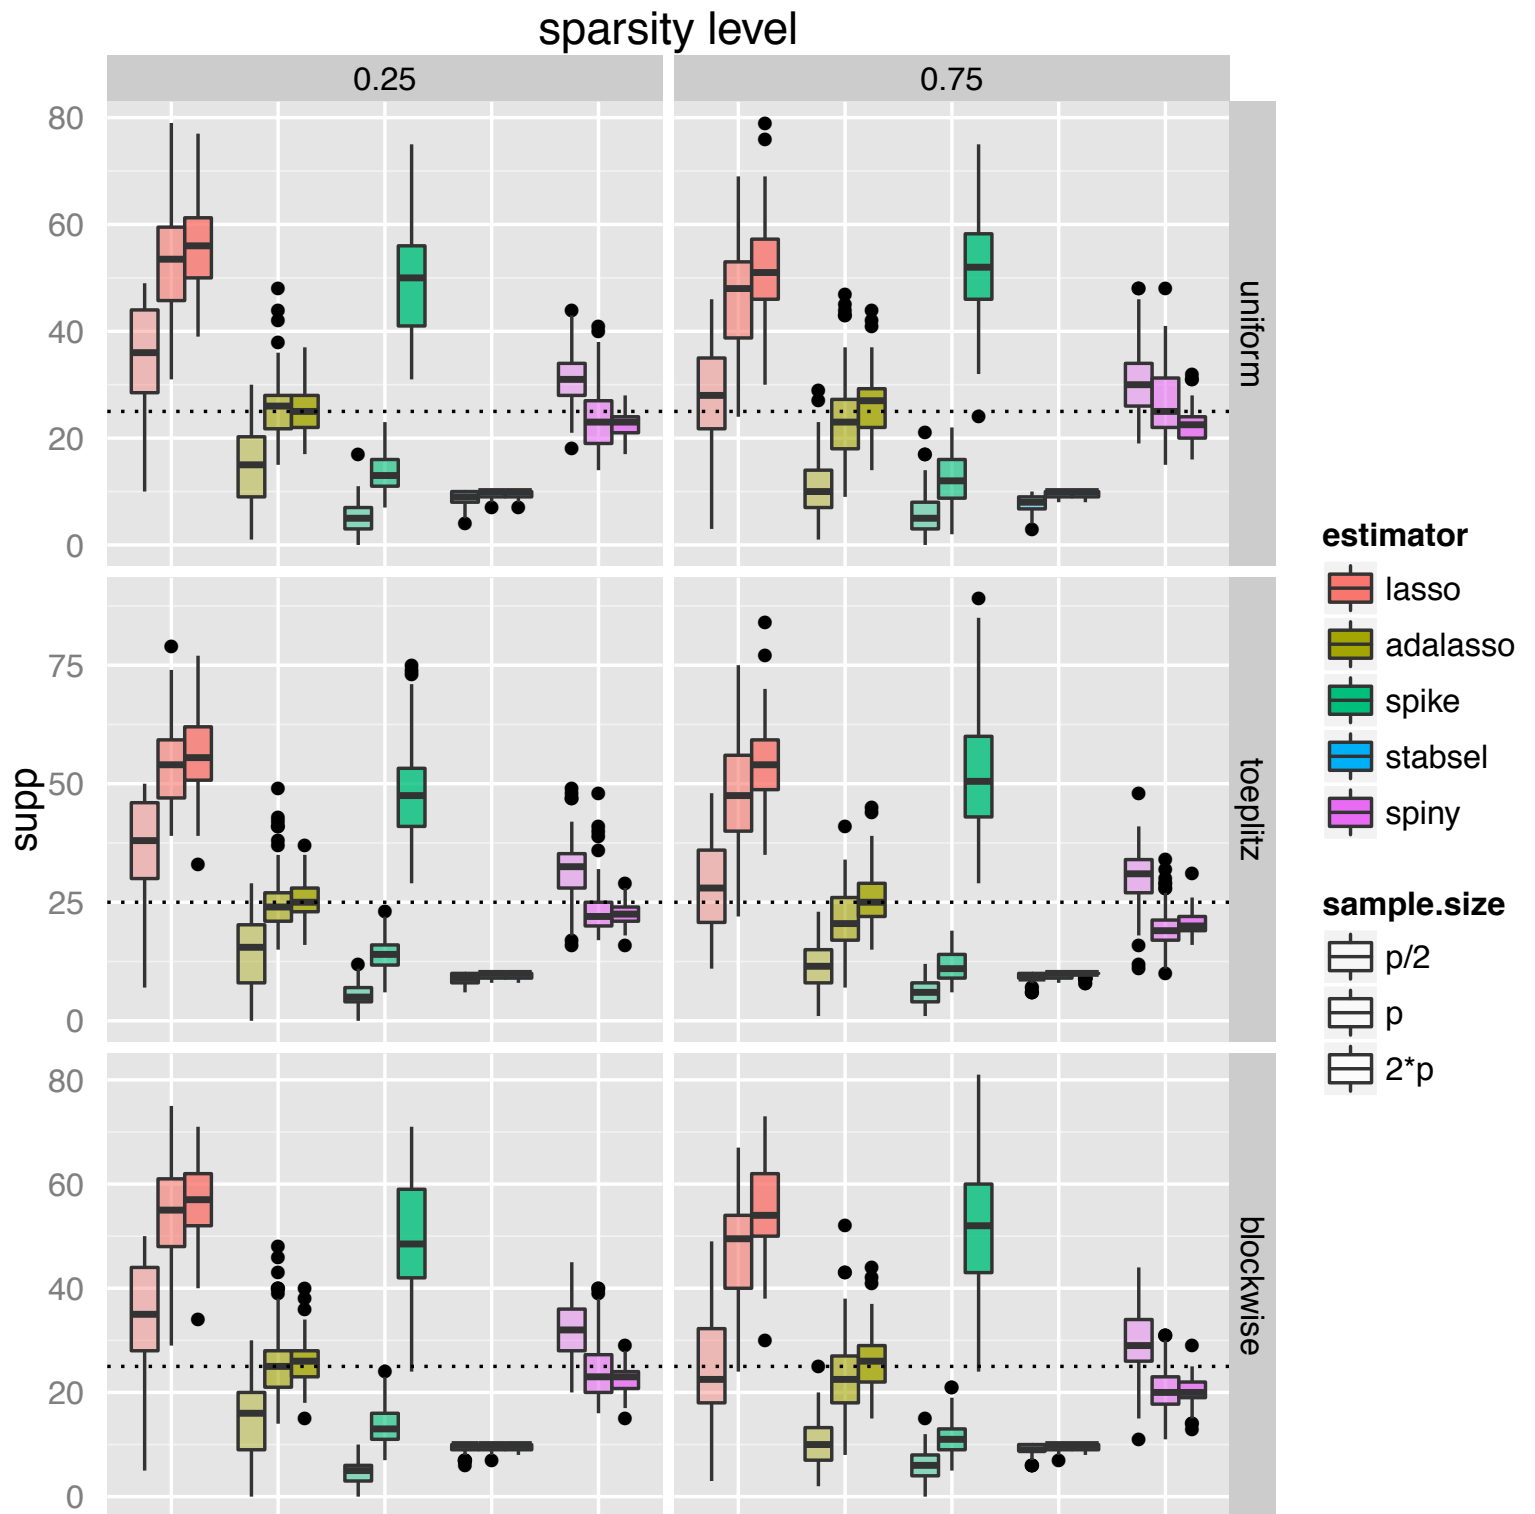 sparsity level
0.25
0.75
80
60
40
20
0
uniform
75
50
25
0
toeplitz
80
60
40
20
0
blockwise
supp
estimator
lasso
adalasso
spike
stabsel
spiny
sample.size
p/2
p
2*p